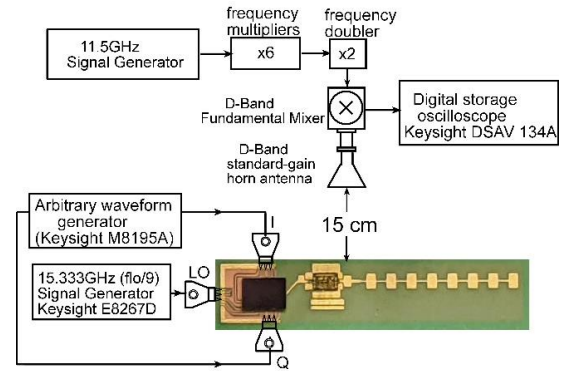 frequency
multipliers
frequency
doubler
11.5GHz
Signal Generator
x6
x2
D-Band
Fundamental Mixer
Digital storage
oscilloscope
Keysight DSAV 134A
D-Band
standard-gain
horn antenna
15 cm
Arbitrary waveform
generator
(Keysight M8195A)
I
15.333GHz (flo/9)
Signal Generator
Keysight E8267D
LO
Q